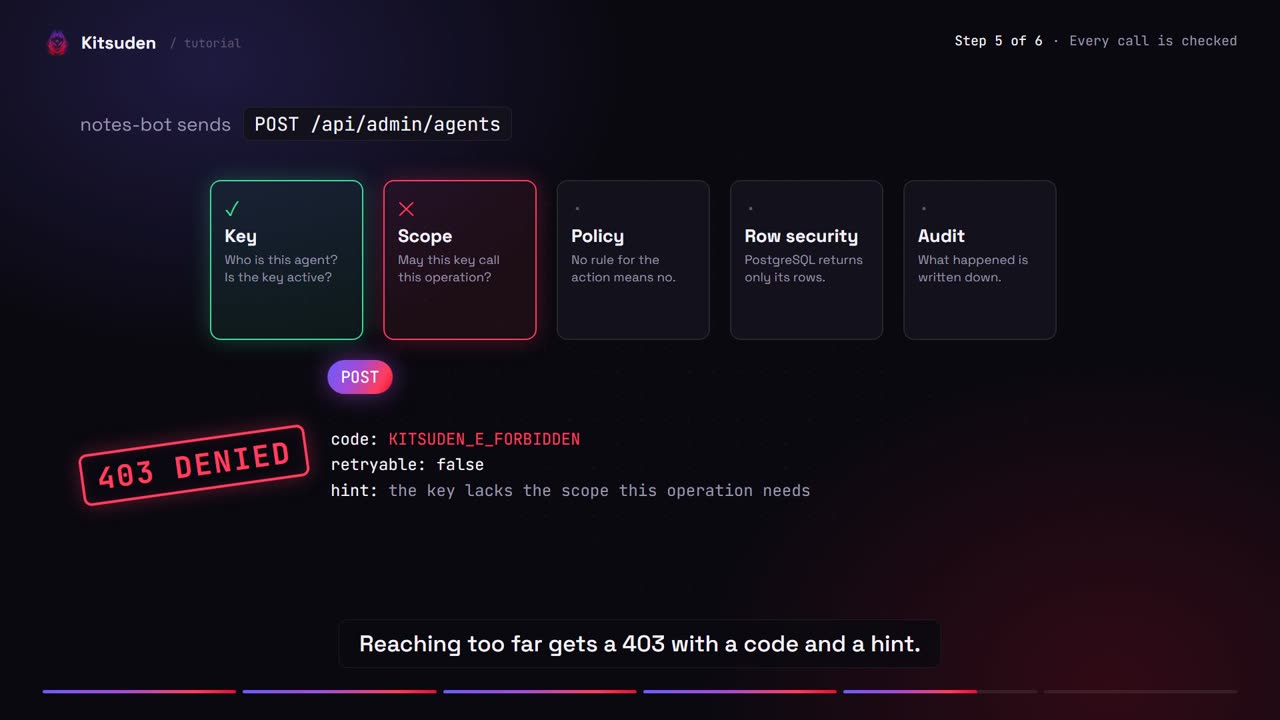 Kitsuden / tutorial
Step 5 of 6 · Every call is checked
notes-bot sends POST /api/admin/agents
✓
Key
Who is this agent?
Is the key active?
✕
Scope
May this key call
this operation?
Policy
No rule for the
action means no.
Row security
PostgreSQL returns
only its rows.
Audit
What happened is
written down.
POST
403 DENIED
code: KITSUDEN_E_FORBIDDEN
retryable: false
hint: the key lacks the scope this operation needs
Reaching too far gets a 403 with a code and a hint.